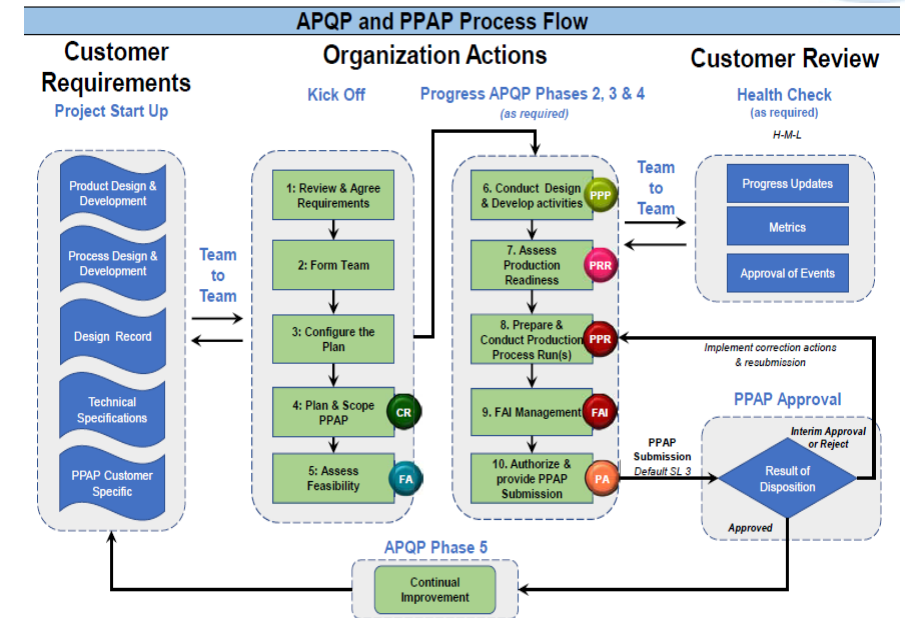 APQP and PPAP Process Flow
Customer
Requirements
Project Start Up
Product Design &
Development
Process Design &
Development
Design Record
Technical
Specifications
PPAP Customer
Specific
Team
to
Team
Organization Actions
Kick Off
1: Review & Agree
Requirements
2: Form Team
3: Configure the
Plan
4: Plan & Scope
PPAP
CR
5: Assess
Feasibility
FA
Progress APQP Phases 2, 3 & 4
(as required)
6. Conduct Design
& Develop activities
PPP
7. Assess
Production
Readiness
PRR
8. Prepare &
Conduct Production
Process Run(s)
PPR
9. FAI Management
FAI
10. Authorize &
provide PPAP
Submission
PA
Team
to
Team
Customer Review
Health Check
(as required)
H-M-L
Progress Updates
Metrics
Approval of Events
Implement correction actions
& resubmission
PPAP Approval
Interim Approval
or Reject
PPAP
Submission
Default SL 3
Result of
Disposition
Approved
APQP Phase 5
Continual
Improvement